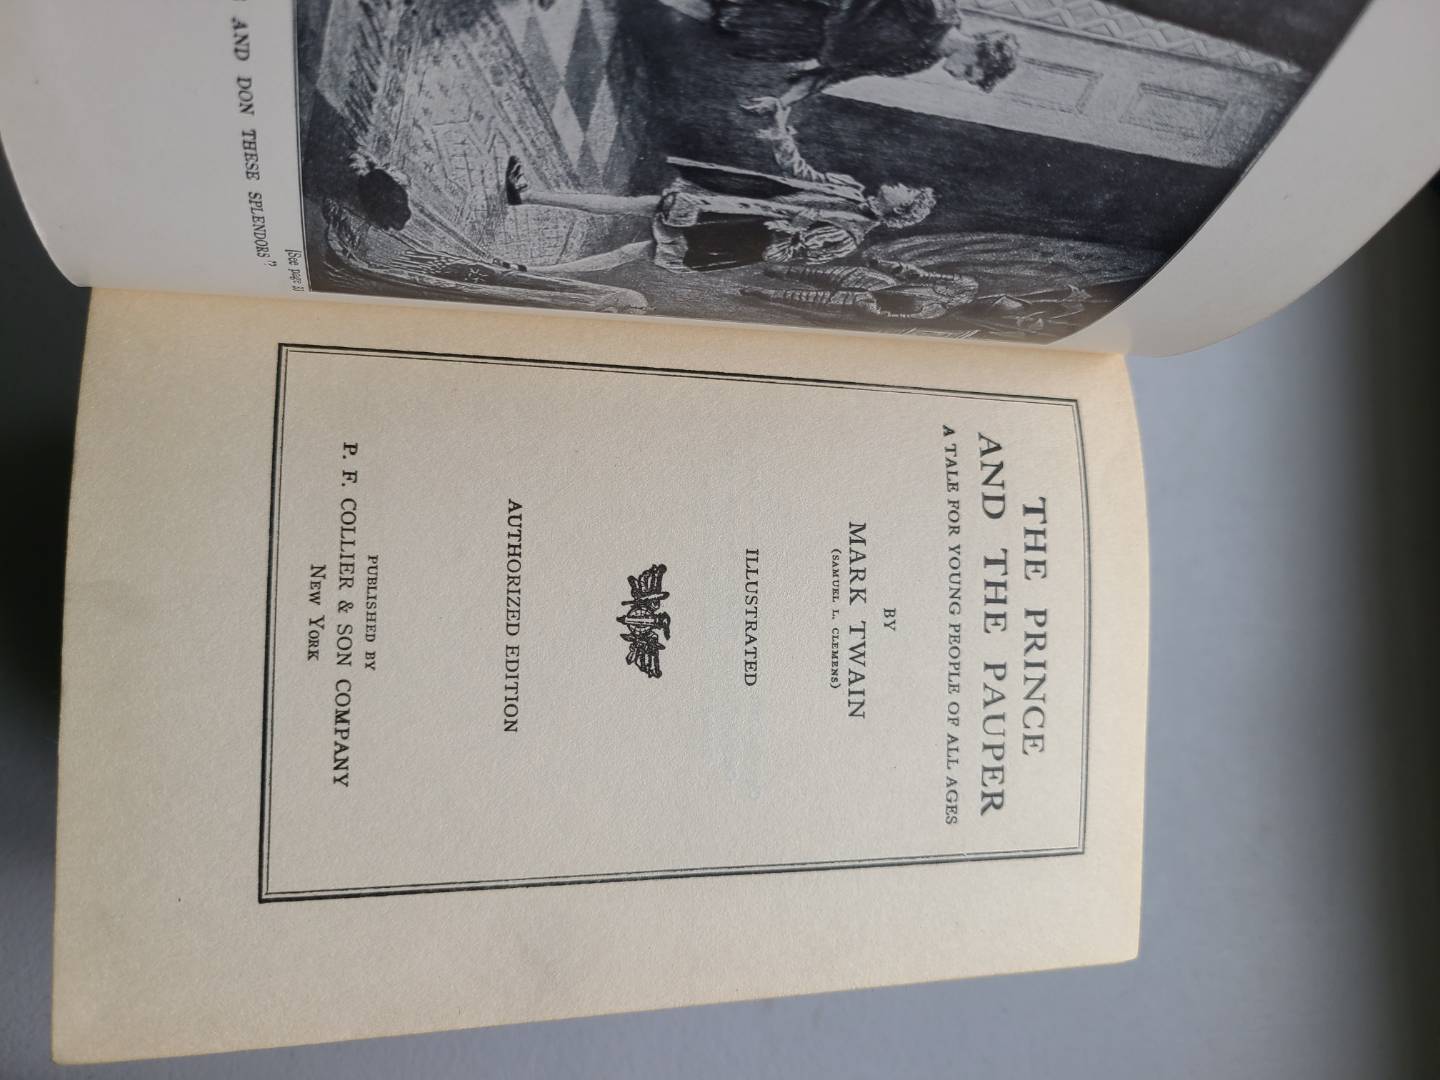 AND DON THESE SPLENDORS?
[See page
THE PRINCE
AND THE PAUPER
A TALE FOR YOUNG PEOPLE OF ALL AGES
BY
MARK TWAIN
(SAMUEL L. CLEMENS)
ILLUSTRATED
AUTHORIZED EDITION
PUBLISHED BY
P. F. COLLIER & SON COMPANY
NEW YORK